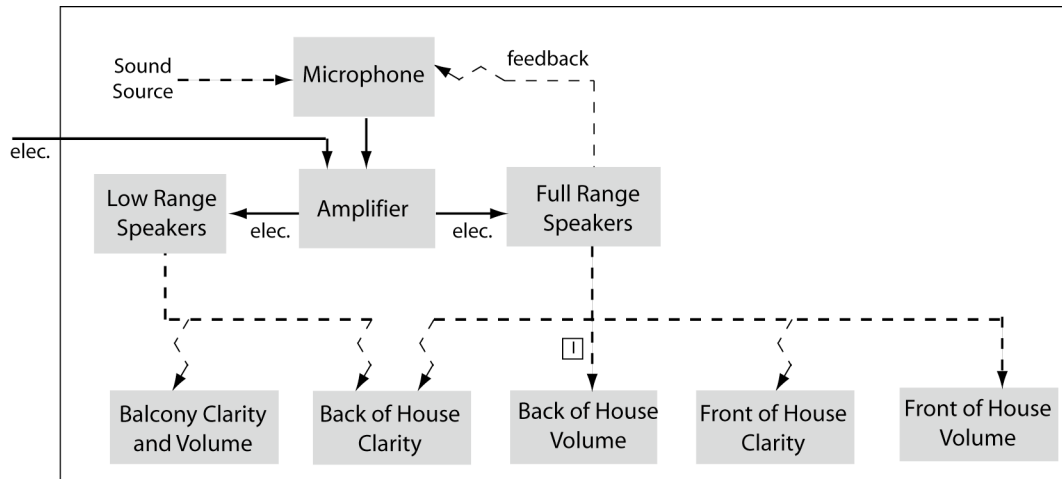 feedback
Sound
Source
Microphone
elec.
Low Range
Speakers
Amplifier
Full Range
Speakers
elec.
elec.
I
Balcony Clarity
and Volume
Back of House
Clarity
Back of House
Volume
Front of House
Clarity
Front of House
Volume